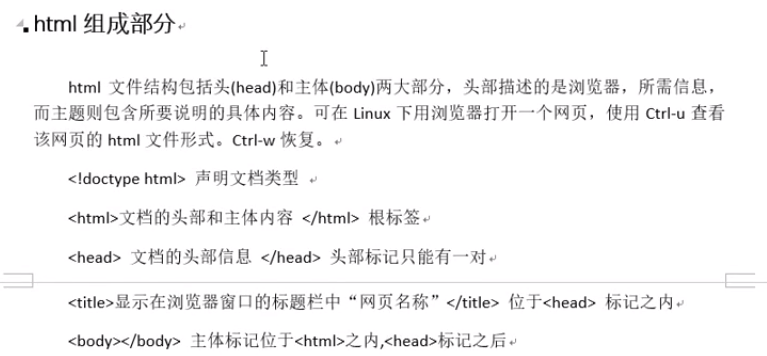 html 组成部分
html 文件结构包括头(head)和主体(body)两大部分，头部描述的是浏览器，所需信息，
而主题则包含所要说明的具体内容。可在 Linux 下用浏览器打开一个网页，使用 Ctrl-u 查看
该网页的 html 文件形式。Ctrl-w 恢复。
<!doctype html> 声明文档类型
<html>文档的头部和主体内容 </html> 根标签
<head> 文档的头部信息 </head> 头部标记只能有一对
<title>显示在浏览器窗口的标题栏中“网页名称”</title> 位于<head> 标记之内
<body></body> 主体标记位于<html>之内,<head>标记之后